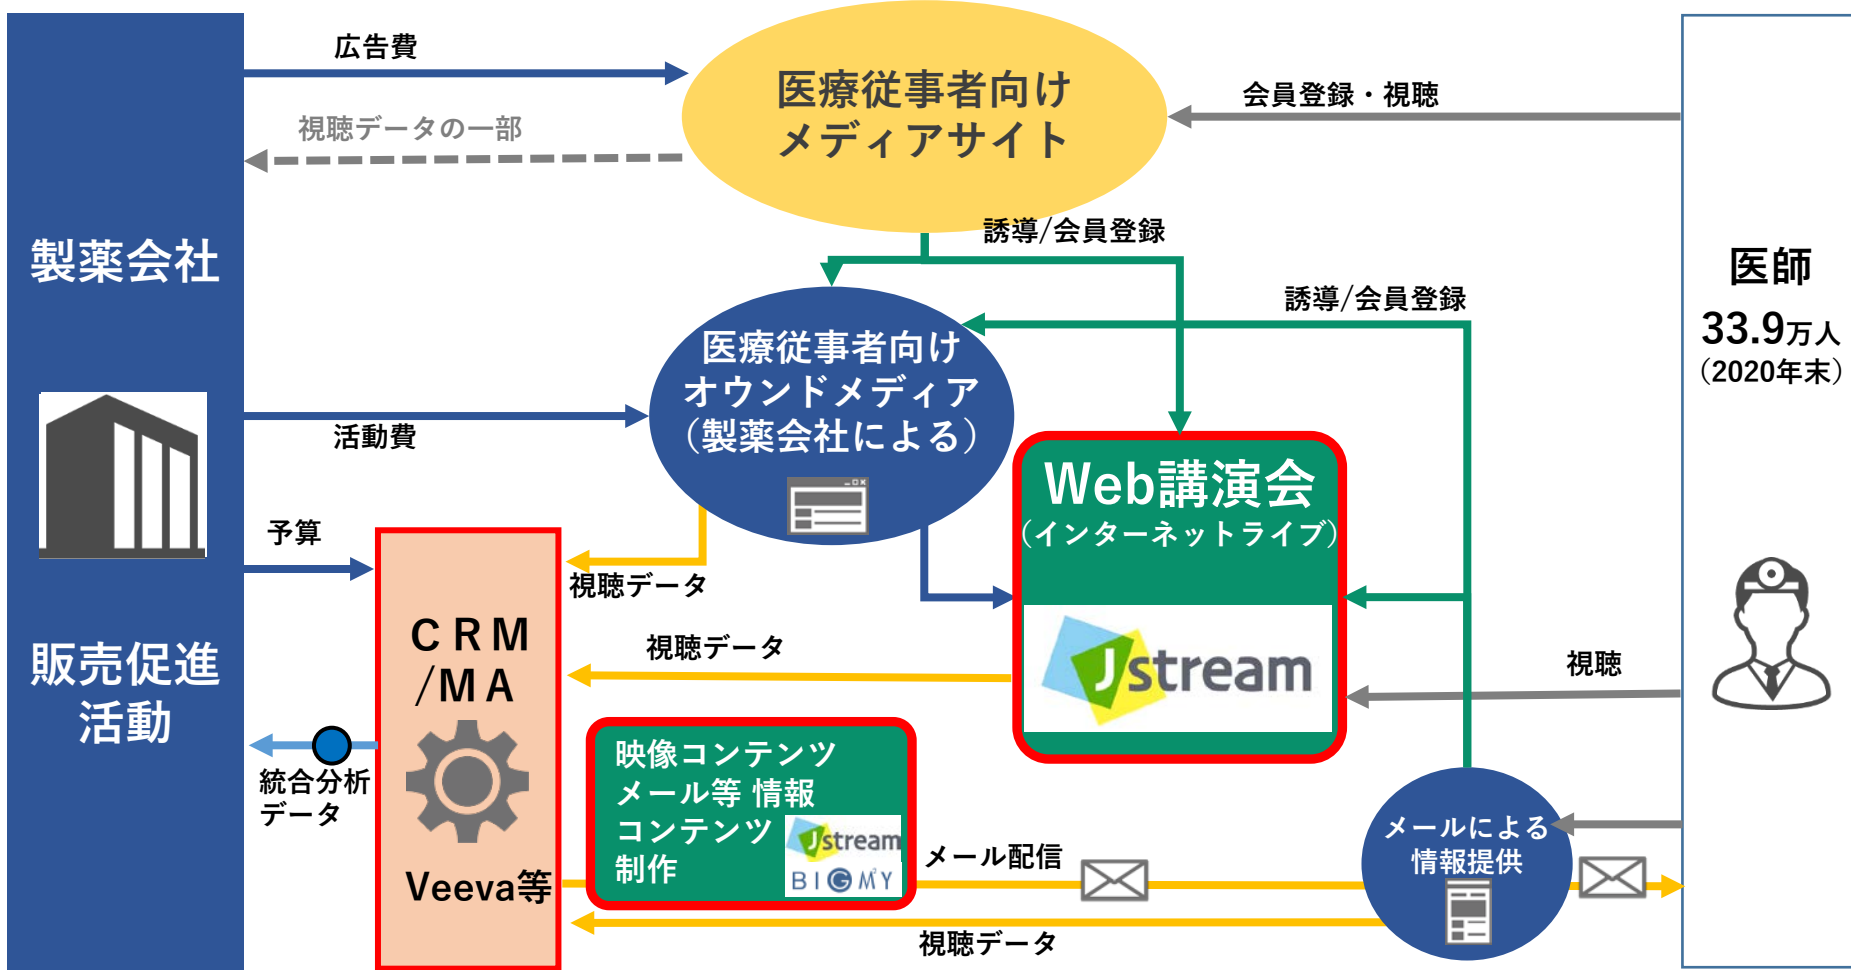 広告費
視聴データの一部
製薬会社
販売促進
活動
医療従事者向け
メディアサイト
会員登録・視聴
誘導/会員登録
誘導/会員登録
医師
33.9万人
(2020年末)
医療従事者向け
オウンドメディア
(製薬会社による)
活動費
予算
視聴データ
Web講演会
(インターネットライブ)
Jstream
視聴データ
視聴
CRM
/MA
Veeva等
統合分析
データ
映像コンテンツ
メール等 情報
コンテンツ
制作
Jstream
BIGM2Y
メール配信
メールによる
情報提供
視聴データ